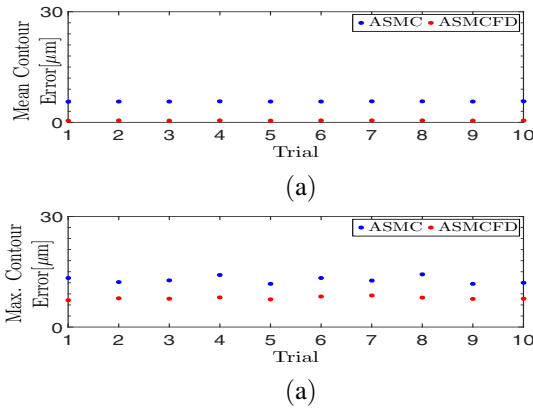 30
ASMC ASMCFD
Mean Contour
Error[μm]
0
1 2 3 4 5 6 7 8 9 10
Trial
(a)
30
ASMC ASMCFD
Max. Contour
Error[μm]
0
1 2 3 4 5 6 7 8 9 10
Trial
(a)